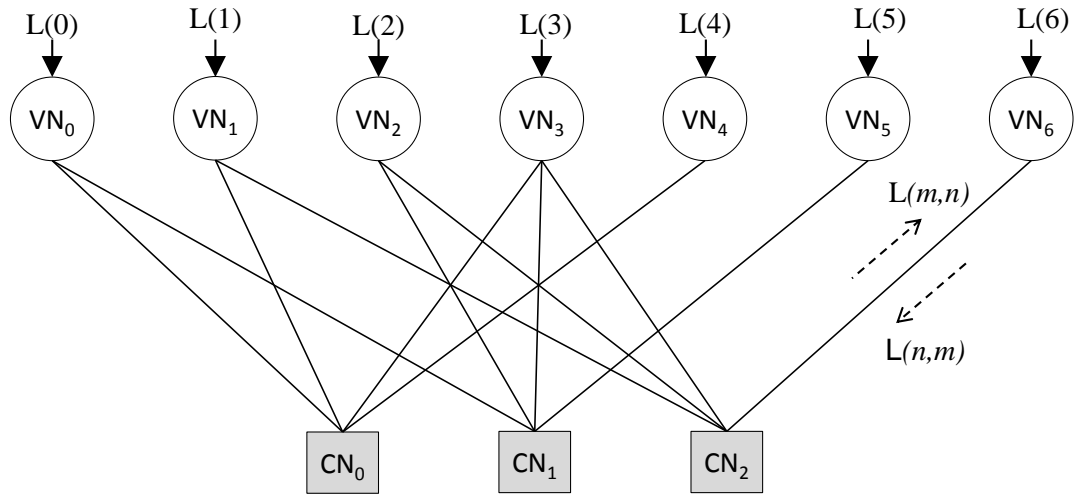 L(0) L(1) L(2) L(3) L(4) L(5) L(6)
VN₀ VN₁ VN₂ VN₃ VN₄ VN₅ VN₆
L(m,n)
L(n,m)
CN₀ CN₁ CN₂